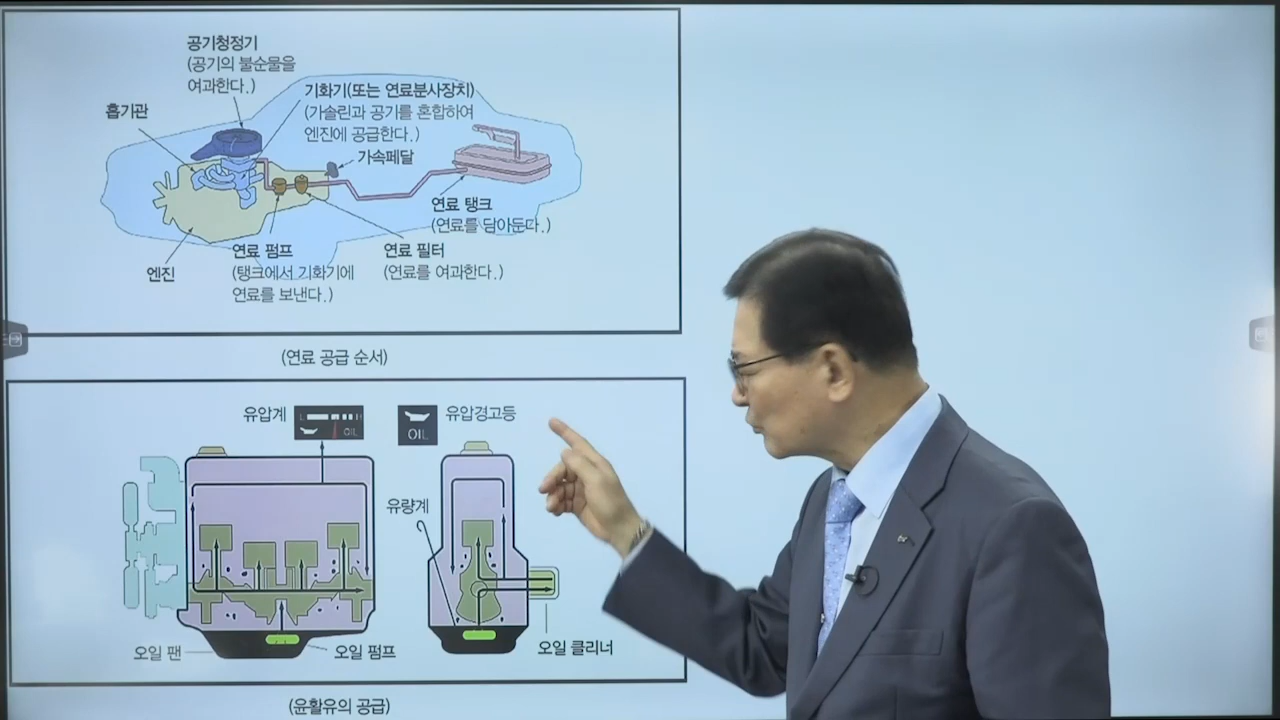 공기청정기
(공기의 불순물을
여과한다.)
흡기관
기화기(또는 연료분사장치)
(가솔린과 공기를 혼합하여
엔진에 공급한다.)
가속페달
연료 탱크
(연료를 담아둔다.)
연료 펌프
(탱크에서 기화기에
연료를 보낸다.)
연료 필터
(연료를 여과한다.)
엔진
(연료 공급 순서)
유압계
L H
OIL
OIL
유압경고등
유량계
오일 팬
오일 펌프
오일 클리너
(윤활유의 공급)